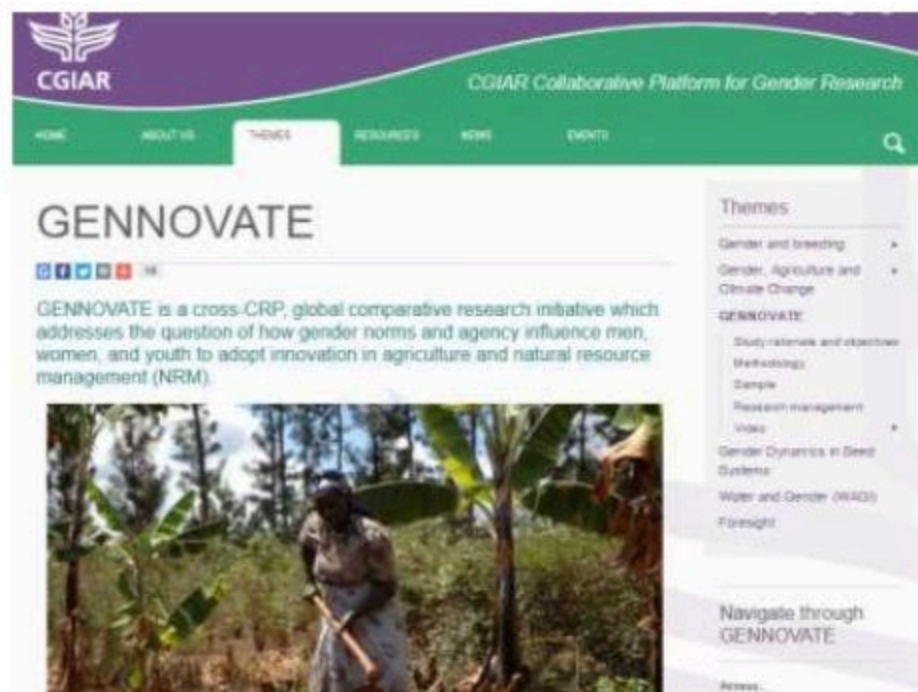 CGIAR
CGIAR Collaborative Platform for Gender Research
HOME ABOUT US THEMES RESOURCES NEWS EVENTS
GENNOVATE
GENNOVATE is a cross-CRP, global comparative research initiative which
addresses the question of how gender norms and agency influence men,
women, and youth to adopt innovation in agriculture and natural resource
management (NRM).
Themes
Gender and breeding
Gender, Agriculture and
Climate Change
GENNOVATE
Study rationale and objectives
Methodology
Sample
Research management
Video
Gender Dynamics in Seed
Systems
Water and Gender (WAGI)
Foresight
Navigate through
GENNOVATE
Access